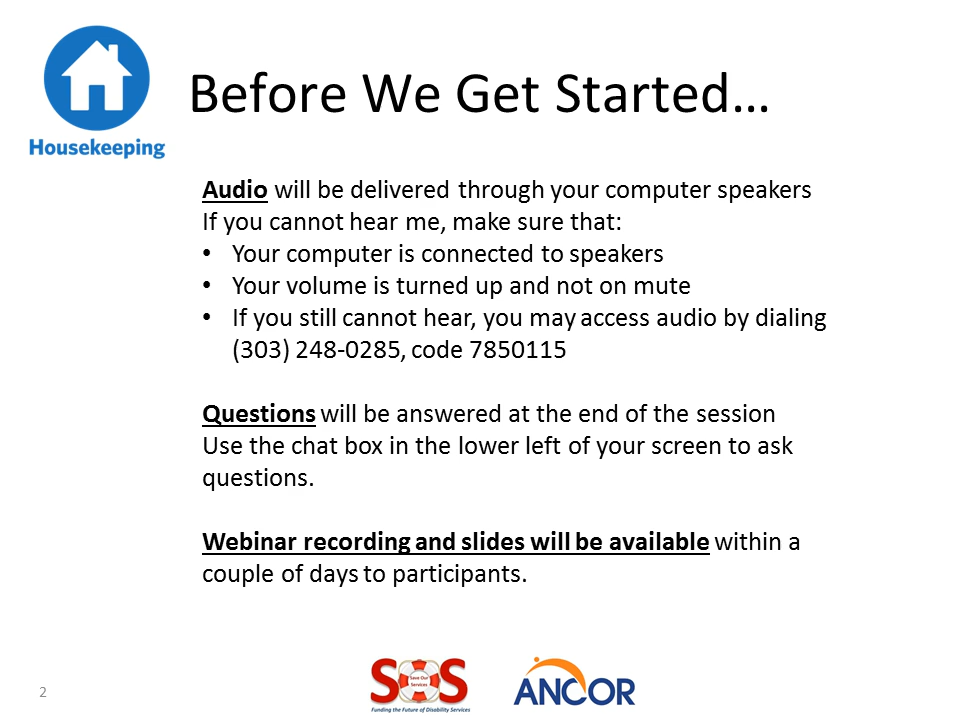 Housekeeping
Before We Get Started…
Audio will be delivered through your computer speakers
If you cannot hear me, make sure that:
• Your computer is connected to speakers
• Your volume is turned up and not on mute
• If you still cannot hear, you may access audio by dialing
(303) 248-0285, code 7850115
Questions will be answered at the end of the session
Use the chat box in the lower left of your screen to ask
questions.
Webinar recording and slides will be available within a
couple of days to participants.
2
SOS
Save Our
Services
Funding the Future of Disability Services
ANCOR